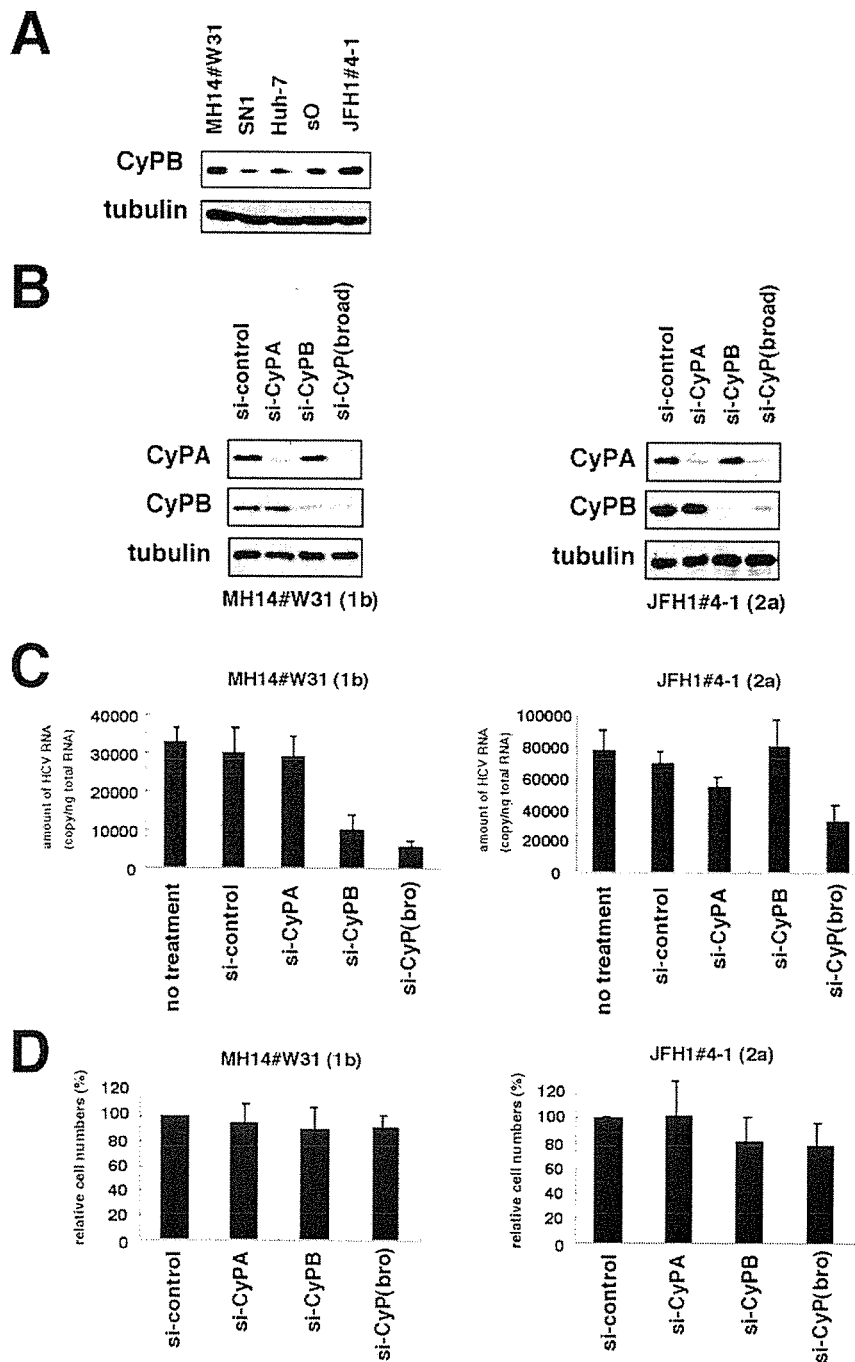 A
MH14#W31
SN1
Huh-7
sO
JFH1#4-1
CyPB
tubulin
B
si-control
si-CyPA
si-CyPB
si-CyP(broad)
CyPA
CyPB
tubulin
MH14#W31 (1b)
si-control
si-CyPA
si-CyPB
si-CyP(broad)
CyPA
CyPB
tubulin
JFH1#4-1 (2a)
C
MH14#W31 (1b)
amount of HCV RNA
(copy/ng total RNA)
40000
30000
20000
10000
0
no treatment
si-control
si-CyPA
si-CyPB
si-CyP(bro)
JFH1#4-1 (2a)
amount of HCV RNA
(copy/ng total RNA)
100000
80000
60000
40000
20000
0
no treatment
si-control
si-CyPA
si-CyPB
si-CyP(bro)
D
MH14#W31 (1b)
relative cell numbers (%)
120
100
80
60
40
20
0
si-control
si-CyPA
si-CyPB
si-CyP(bro)
JFH1#4-1 (2a)
relative cell numbers (%)
120
100
80
60
40
20
0
si-control
si-CyPA
si-CyPB
si-CyP(bro)